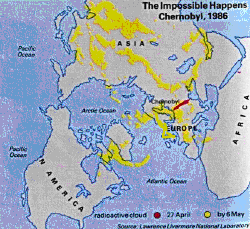 The Impossible Happens
Chernobyl, 1986
Pacific
Ocean
ASIA
Chernobyl
Arctic Ocean
EUROPE
AFRICA
Pacific
Ocean
N AMERICA
Atlantic Ocean
radioactive cloud 27 April by 6 May
Source: Lawrence Livermore National Laboratory